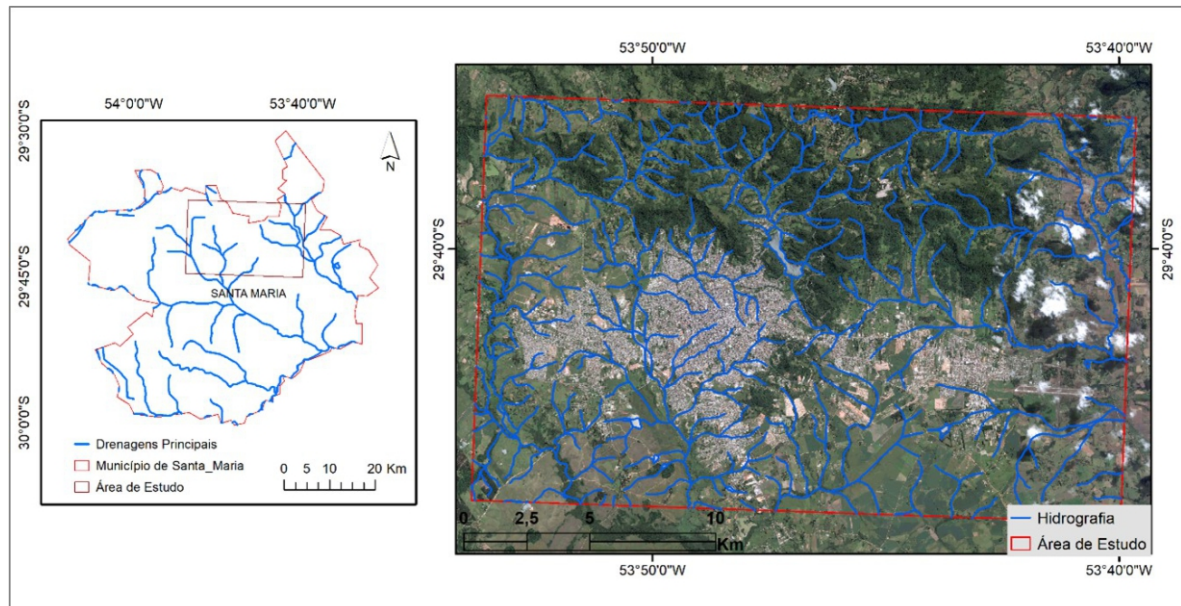 54°0'0"W 53°40'0"W
29°30'0"S
29°45'0"S
30°0'0"S
N
SANTA MARIA
Drenagens Principais
Município de Santa_Maria
Área de Estudo
0 5 10 20 Km
53°50'0"W 53°40'0"W
29°40'0"S
29°40'0"S
0 2,5 5 10
Km
Hidrografia
Área de Estudo
53°50'0"W 53°40'0"W